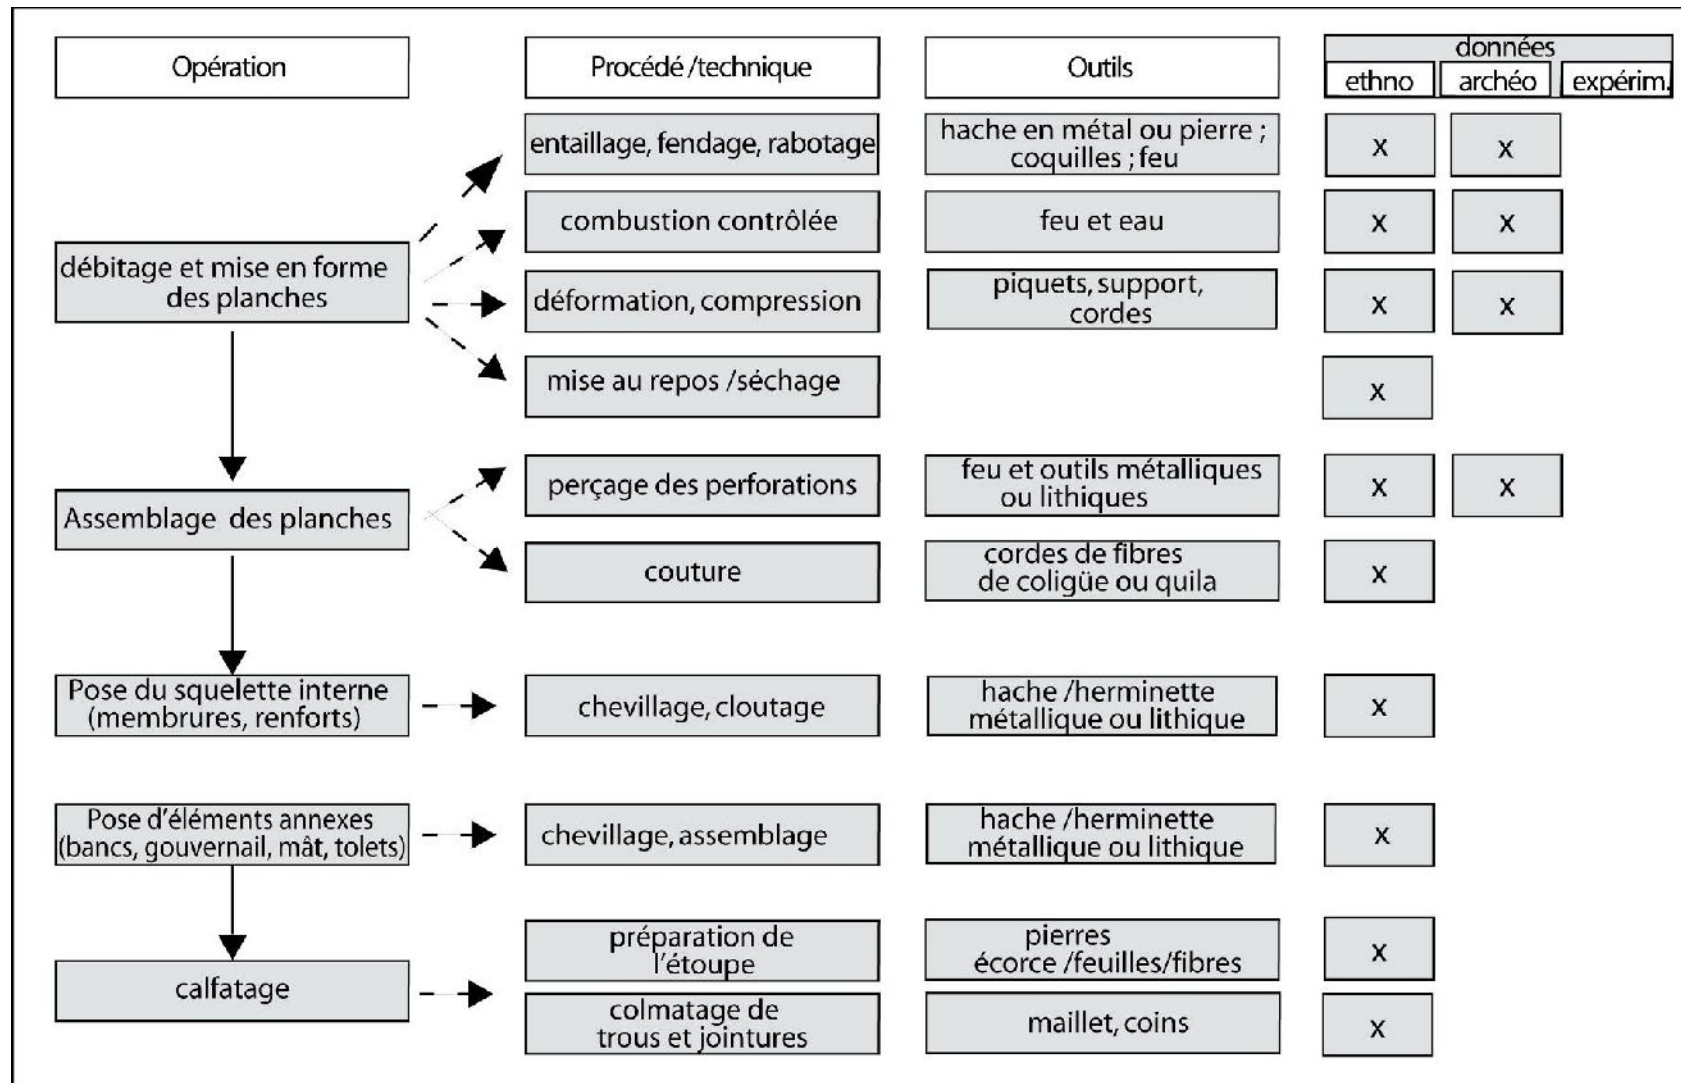 Opération
Procédé/technique
Outils
données
ethno
archéo
expérim.
débitage et mise en forme
des planches
entaillage, fendage, rabotage
hache en métal ou pierre ;
coquilles ; feu
x
x
combustion contrôlée
feu et eau
x
x
déformation, compression
piquets, support,
cordes
x
x
mise au repos /séchage
x
Assemblage des planches
perçage des perforations
feu et outils métalliques
ou lithiques
x
x
couture
cordes de fibres
de coligüe ou quila
x
Pose du squelette interne
(membrures, renforts)
chevillage, cloutage
hache /herminette
métallique ou lithique
x
Pose d'éléments annexes
(bancs, gouvernail, mât, tolets)
chevillage, assemblage
hache /herminette
métallique ou lithique
x
calfatage
préparation de
l'étoupe
pierres
écorce /feuilles/fibres
x
colmatage de
trous et jointures
maillet, coins
x